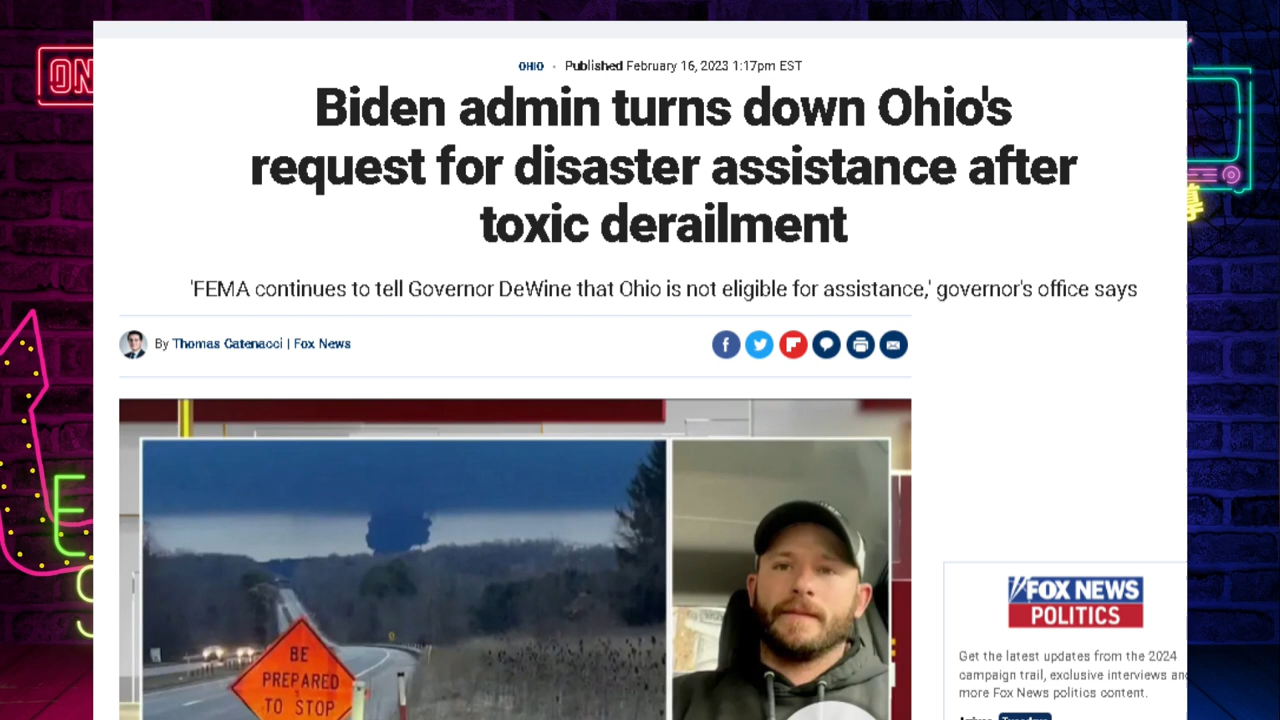 OHIO · Published February 16, 2023 1:17pm EST
Biden admin turns down Ohio's
request for disaster assistance after
toxic derailment
'FEMA continues to tell Governor DeWine that Ohio is not eligible for assistance,' governor's office says
By Thomas Catenacci | Fox News
ON
BE
PREPARED
TO STOP
FOX NEWS
POLITICS
Get the latest updates from the 2024
campaign trail, exclusive interviews and
more Fox News politics content.
Arrives Tuesdays